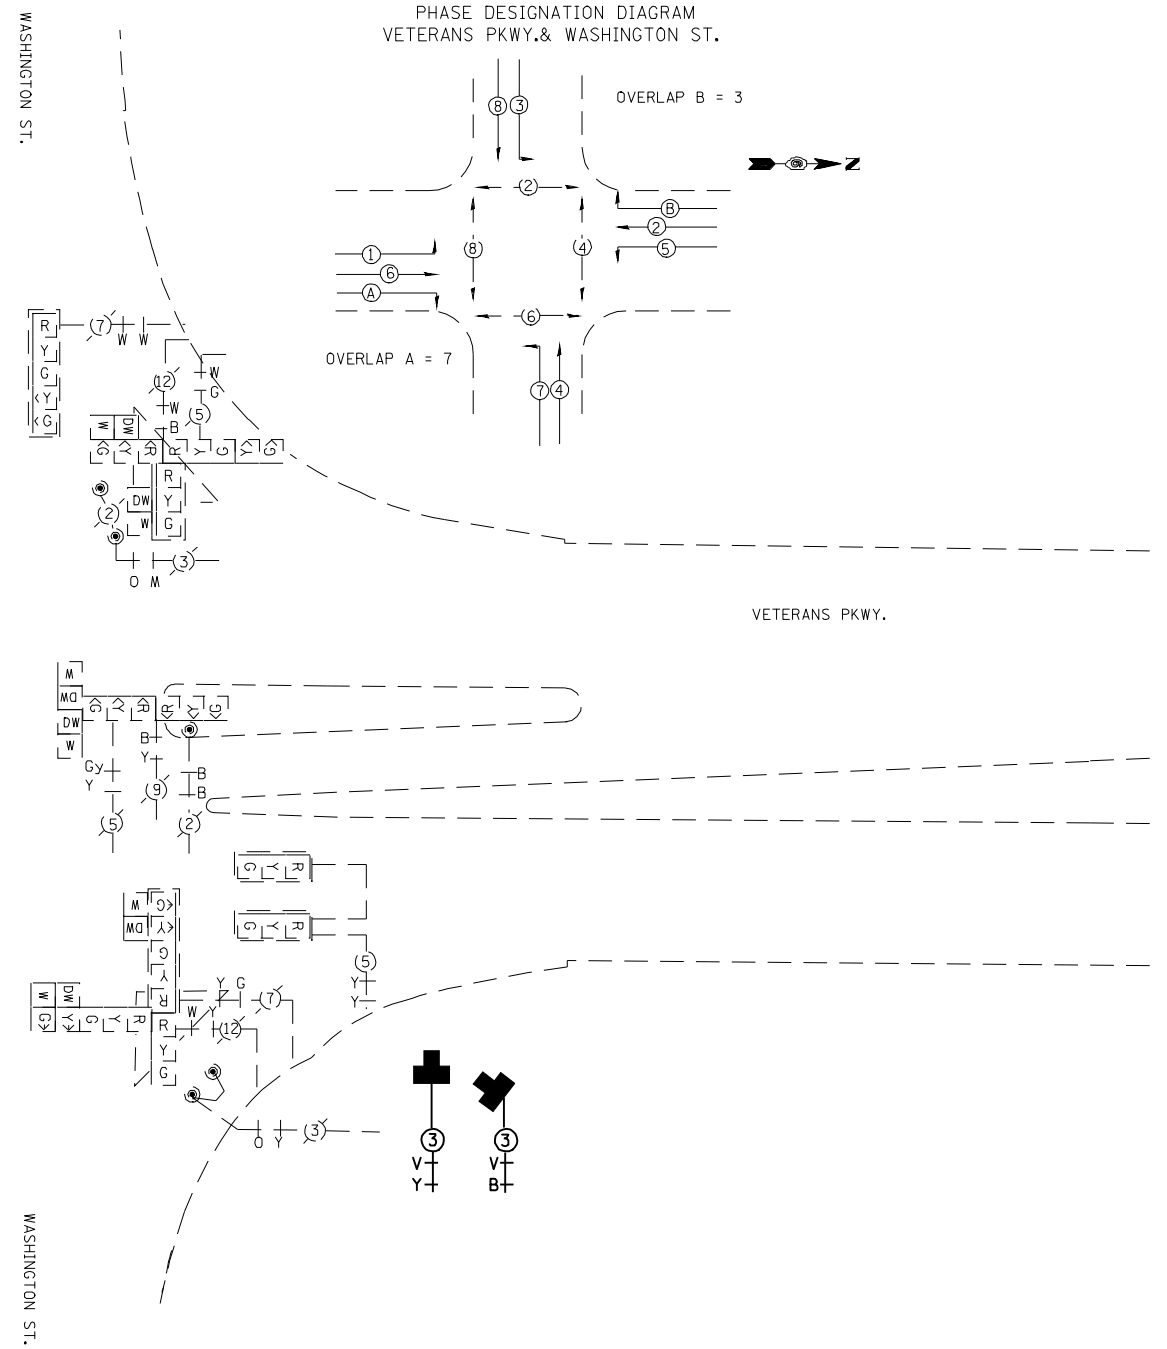 PHASE DESIGNATION DIAGRAM
VETERANS PKWY.& WASHINGTON ST.
WASHINGTON ST.
8 3
OVERLAP B = 3
N
2
B
2
5
1
6
A
8
4
6
OVERLAP A = 7
7 4
R
Y
G
<Y
<G
7
W W
12
W
G
W
5
B
W DW
<G <Y <R R Y G <Y <G
R
DW Y
W G
2
3
O W
VETERANS PKWY.
W
DW
DW
W
<G <Y <R <R <Y <G
B
Y
Gy
Y
B
B
9
5
2
G Y R
G Y R
5
Y
Y
W <G
DW <Y
G
Y
R
W DW
G> Y> G Y R
R
Y
G
Y G
7
W Y
12
O Y
3
3
V
Y
3
V
B
WASHINGTON ST.